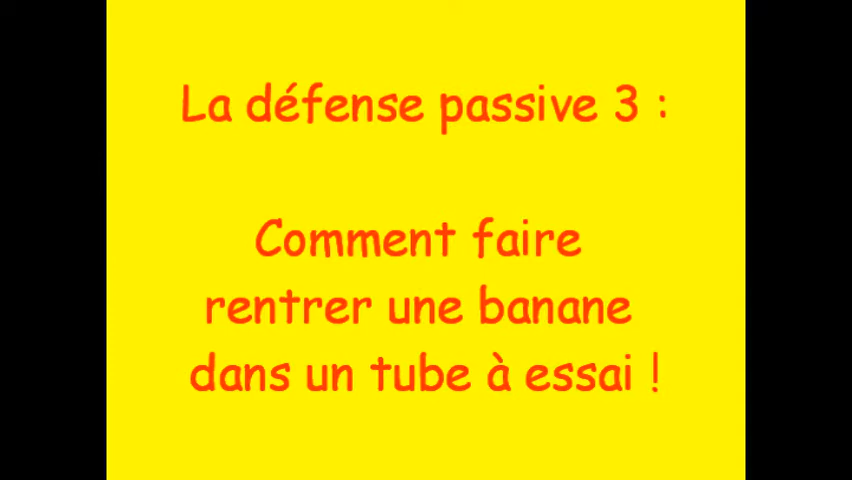 La défense passive 3 :
Comment faire
rentrer une banane
dans un tube à essai !